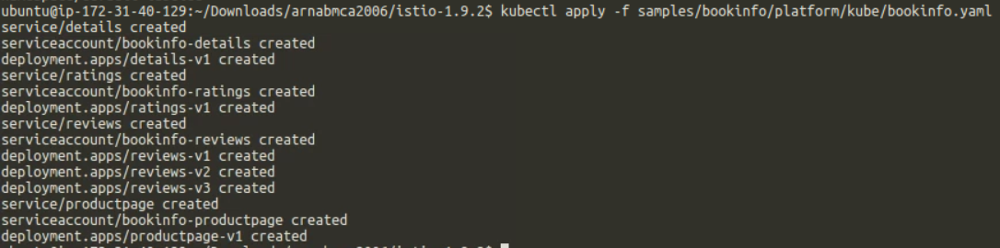 ubuntu@ip-172-31-40-129:~/Downloads/arnabmca2006/istio-1.9.2$ kubectl apply -f samples/bookinfo/platform/kube/bookinfo.yaml
service/details created
serviceaccount/bookinfo-details created
deployment.apps/details-v1 created
service/ratings created
serviceaccount/bookinfo-ratings created
deployment.apps/ratings-v1 created
service/reviews created
serviceaccount/bookinfo-reviews created
deployment.apps/reviews-v1 created
deployment.apps/reviews-v2 created
deployment.apps/reviews-v3 created
service/productpage created
serviceaccount/bookinfo-productpage created
deployment.apps/productpage-v1 created